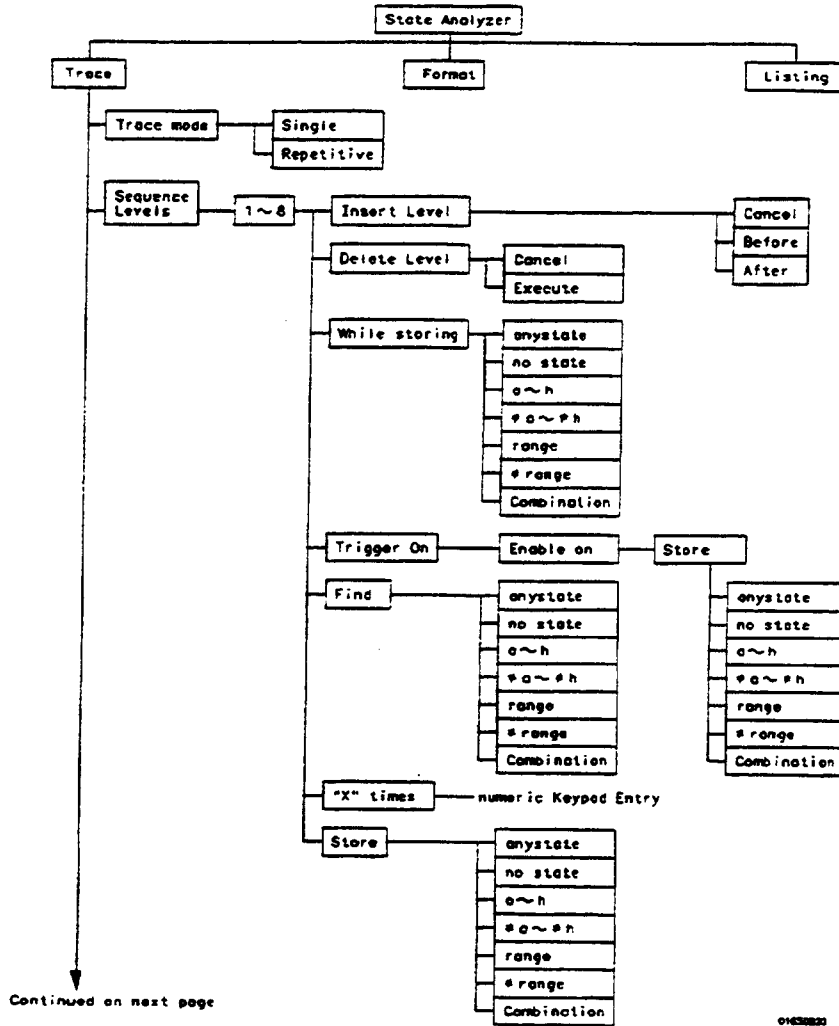 State Analyzer
Trace
Format
Listing
Trace mode
Single
Repetitive
Sequence
Levels
1~8
Insert Level
Cancel
Before
After
Delete Level
Cancel
Execute
While storing
anystate
no state
a~h
≠a~≠h
range
≠range
Combination
Trigger On
Enable on
Store
anystate
no state
a~h
≠a~≠h
range
≠range
Combination
Find
anystate
no state
a~h
≠a~≠h
range
≠range
Combination
"X" times
numeric Keypad Entry
Store
anystate
no state
a~h
≠a~≠h
range
≠range
Combination
Continued on next page